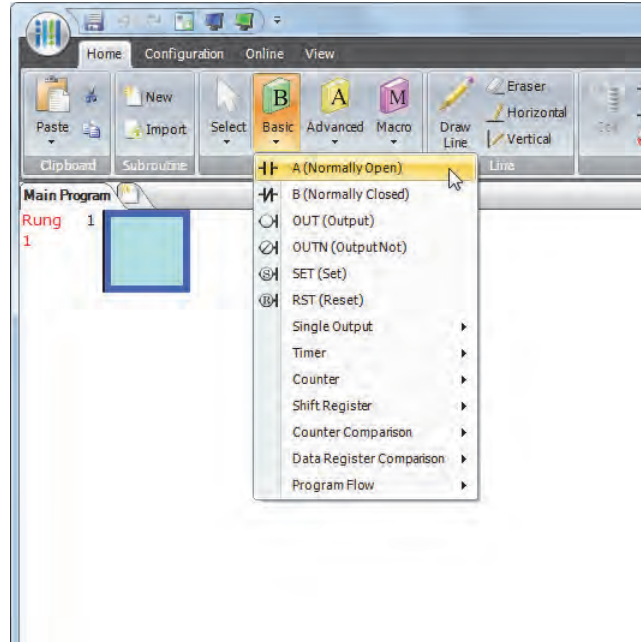 Home Configuration Online View
Paste
New
Import
Select
B
Basic
A
Advanced
M
Macro
Draw
Line
Eraser
Horizontal
Vertical
Clipboard
Subroutine
Line
A (Normally Open)
B (Normally Closed)
OUT (Output)
OUTN (Output Not)
S SET (Set)
R RST (Reset)
Single Output
Timer
Counter
Shift Register
Counter Comparison
Data Register Comparison
Program Flow
Main Program
Rung 1
1